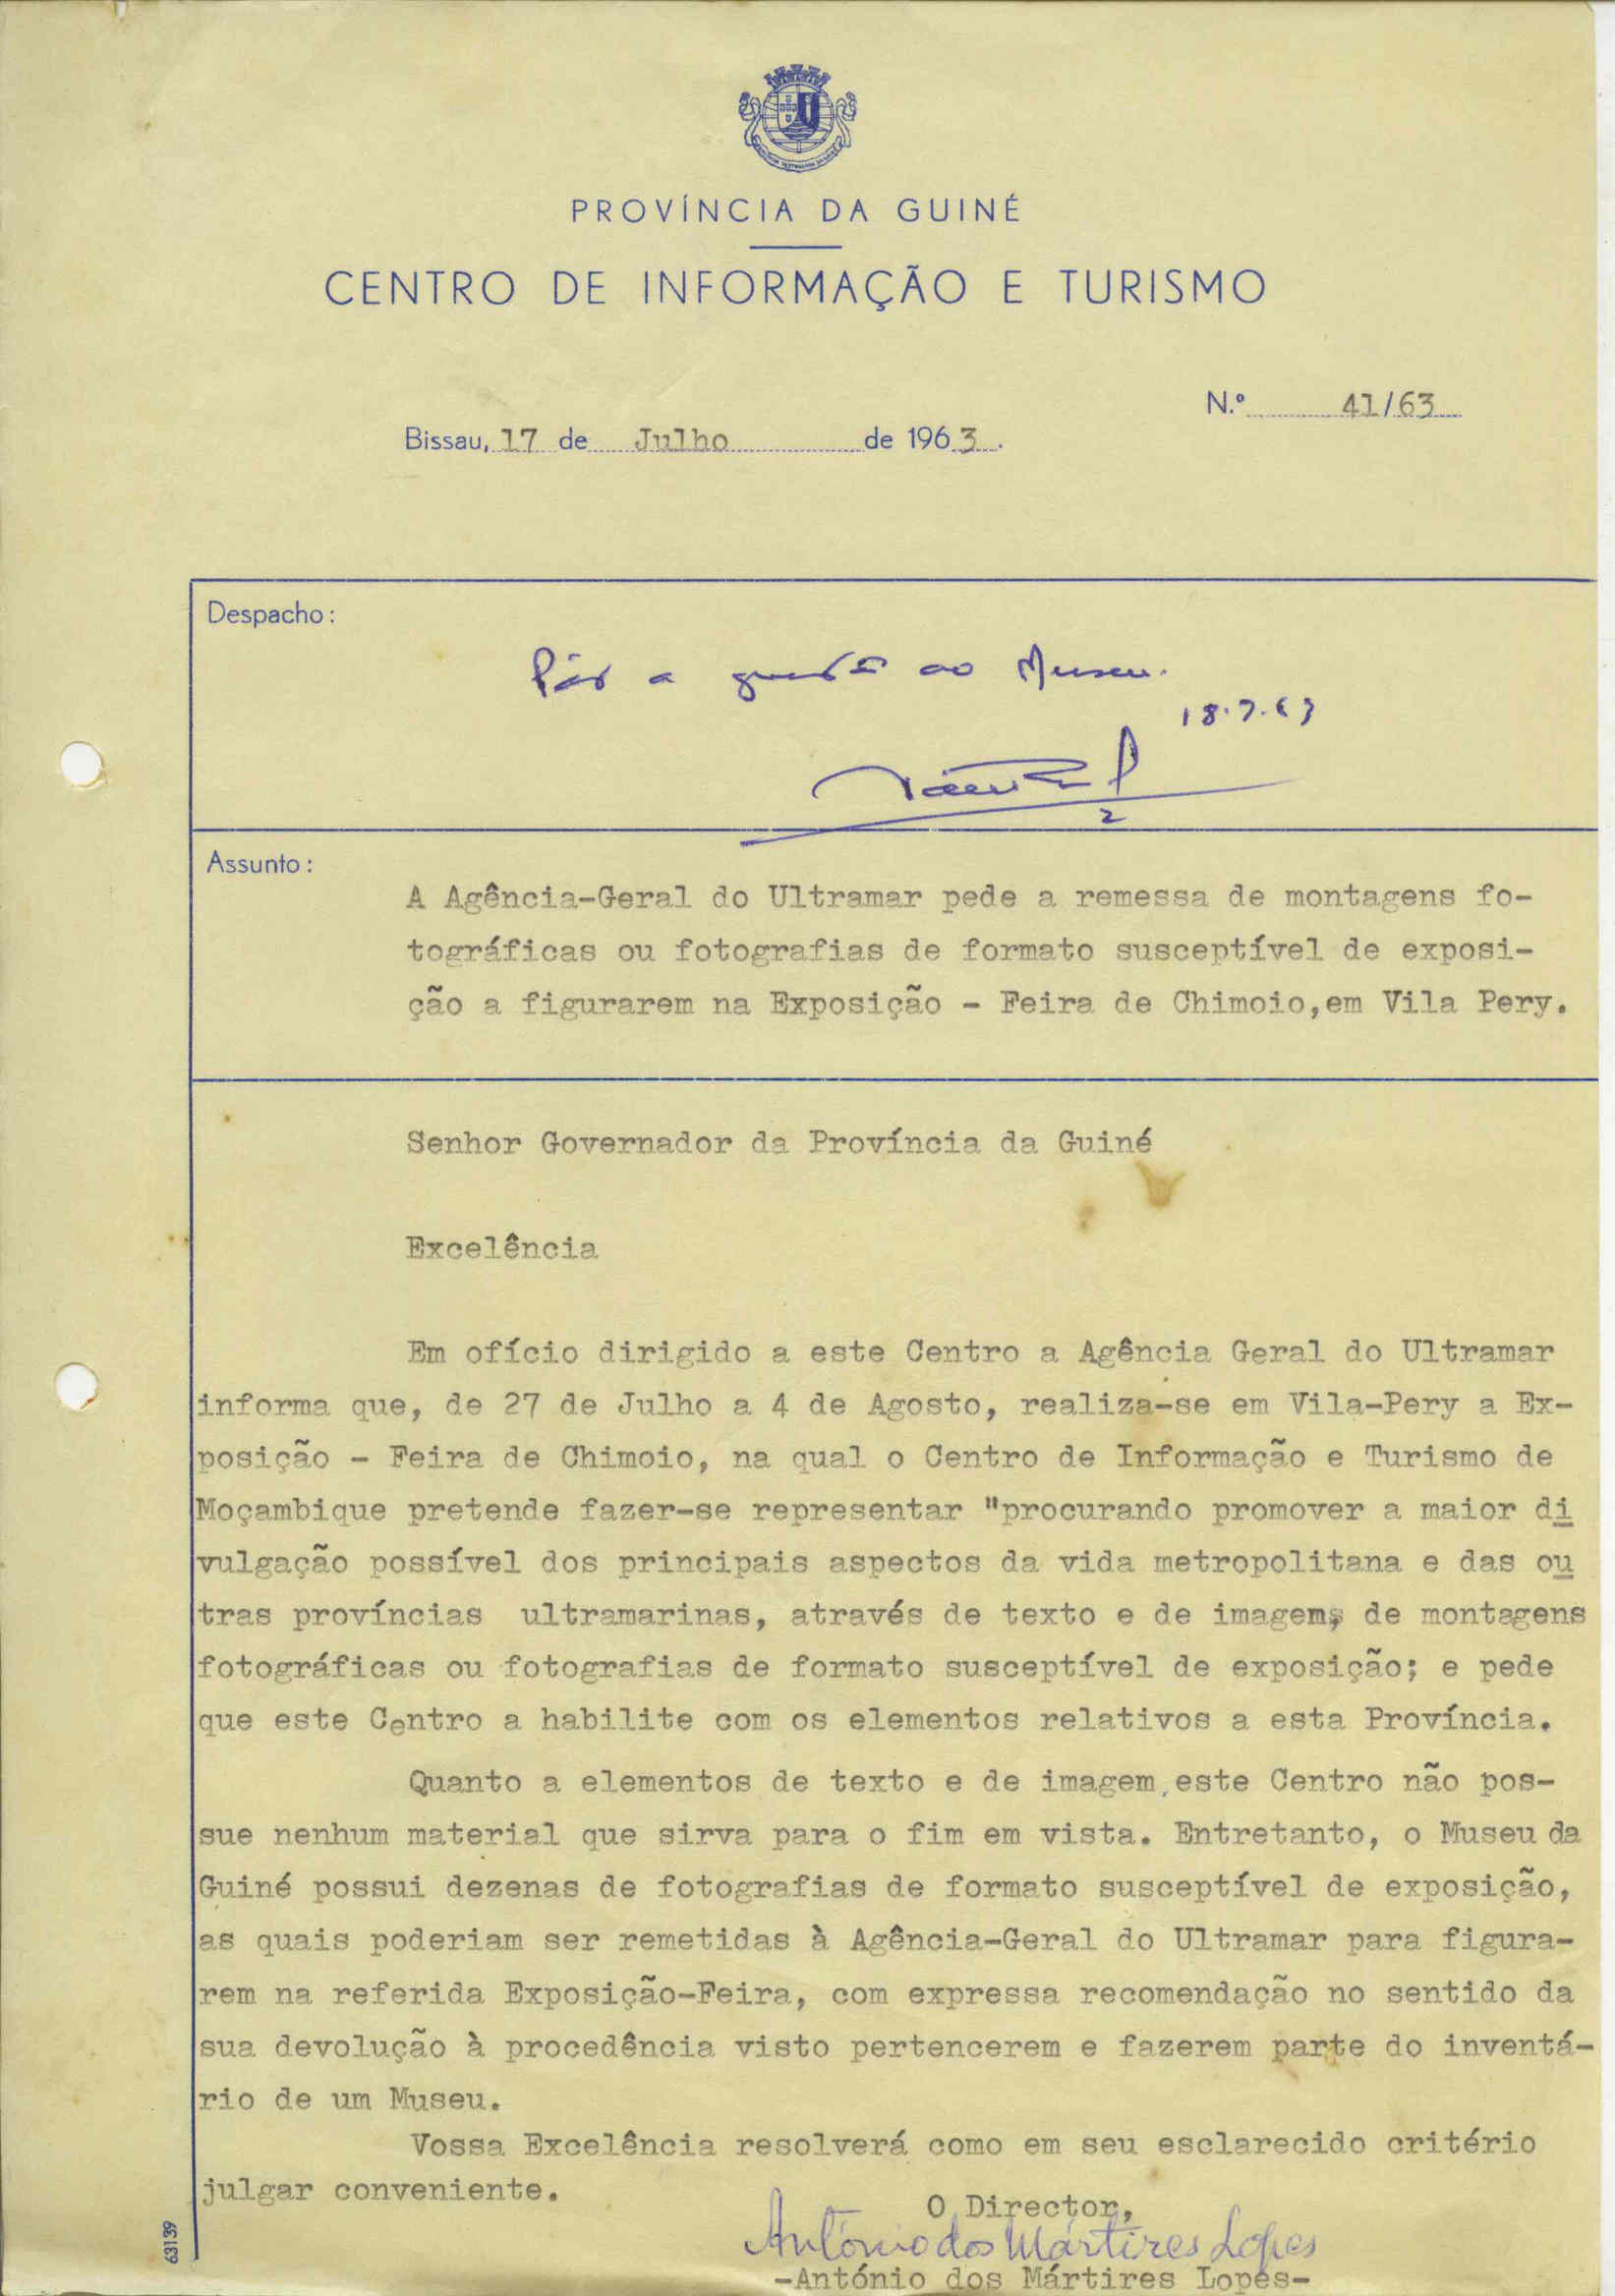 PROVÍNCIA DA GUINÉ
CENTRO DE INFORMAÇÃO E TURISMO
N.º 41/63
Bissau, 17 de Julho de 1963.
Despacho:
a ao Museu.
18.7.63
Assunto:
A Agência-Geral do Ultramar pede a remessa de montagens fo-
tográficas ou fotografias de formato susceptível de exposi-
ção a figurarem na Exposição - Feira de Chimoio,em Vila Pery.
Senhor Governador da Província da Guiné
Excelência
Em ofício dirigido a este Centro a Agência Geral do Ultramar
informa que, de 27 de Julho a 4 de Agosto, realiza-se em Vila-Pery a Ex-
posição - Feira de Chimoio, na qual o Centro de Informação e Turismo de
Moçambique pretende fazer-se representar "procurando promover a maior di
vulgação possível dos principais aspectos da vida metropolitana e das ou
tras províncias ultramarinas, através de texto e de imagem, de montagens
fotográficas ou fotografias de formato susceptível de exposição; e pede
que este Centro a habilite com os elementos relativos a esta Província.
Quanto a elementos de texto e de imagem,este Centro não pos-
sue nenhum material que sirva para o fim em vista. Entretanto, o Museu da
Guiné possui dezenas de fotografias de formato susceptível de exposição,
as quais poderiam ser remetidas à Agência-Geral do Ultramar para figura-
rem na referida Exposição-Feira, com expressa recomendação no sentido da
sua devolução à procedência visto pertencerem e fazerem parte do inventá-
rio de um Museu.
Vossa Excelência resolverá como em seu esclarecido critério
julgar conveniente.
O Director,
António dos Mártires Lopes
-António dos Mártires Lopes-
63139